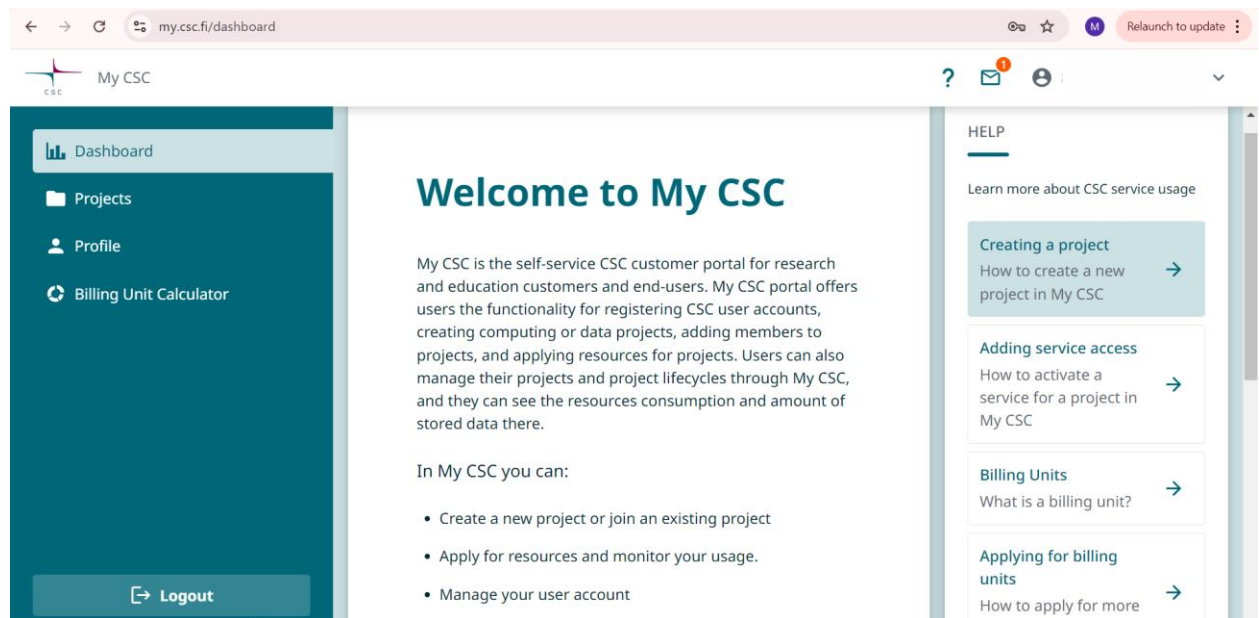 my.csc.fi/dashboard
M
Relaunch to update
CSC
My CSC
?
1
Dashboard
Projects
Profile
Billing Unit Calculator
Logout
Welcome to My CSC
My CSC is the self-service CSC customer portal for research
and education customers and end-users. My CSC portal offers
users the functionality for registering CSC user accounts,
creating computing or data projects, adding members to
projects, and applying resources for projects. Users can also
manage their projects and project lifecycles through My CSC,
and they can see the resources consumption and amount of
stored data there.
In My CSC you can:
• Create a new project or join an existing project
• Apply for resources and monitor your usage.
• Manage your user account
HELP
Learn more about CSC service usage
Creating a project
How to create a new
project in My CSC
Adding service access
How to activate a
service for a project in
My CSC
Billing Units
What is a billing unit?
Applying for billing
units
How to apply for more